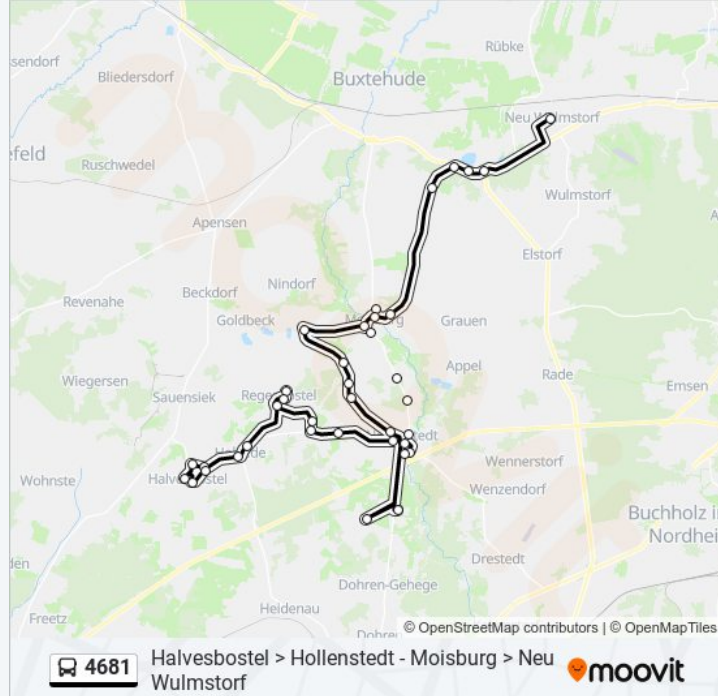 Rübke
sendorf
Bliedersdorf
Buxtehude
Neu Wulmstorf
efeld
Ruschwedel
Wulmstorf
Apensen
Elstorf
Nindorf
Beckdorf
Revenahe
Goldbeck
Grauen
Appel
Wiegersen
Rade
Emsen
Sauensiek
Wennerstorf
Wohnste
Wenzendorf
Buchholz in
Nordhei
Drestedt
den
Dohren-Gehege
Heidenau
Freetz
© OpenStreetMap contributors | © OpenMapTiles
4681
Halvesbostel > Hollenstedt - Moisburg > Neu
Wulmstorf
moovit